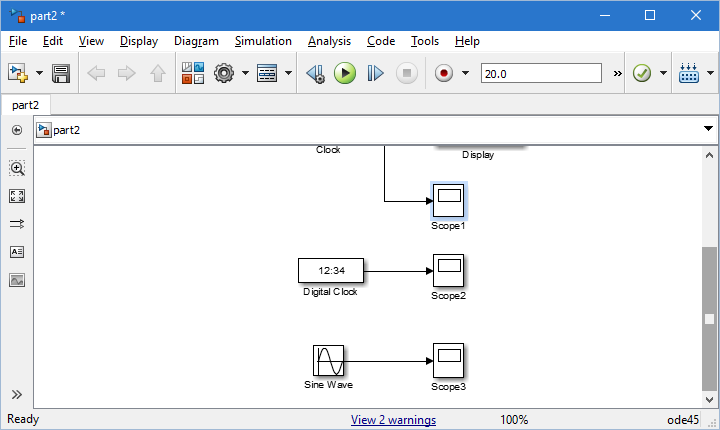 part2 *
File Edit View Display Diagram Simulation Analysis Code Tools Help
20.0 »
part2
part2
Clock
Display
Scope1
12:34
Digital Clock
Scope2
Sine Wave
Scope3
Ready View 2 warnings 100% ode45